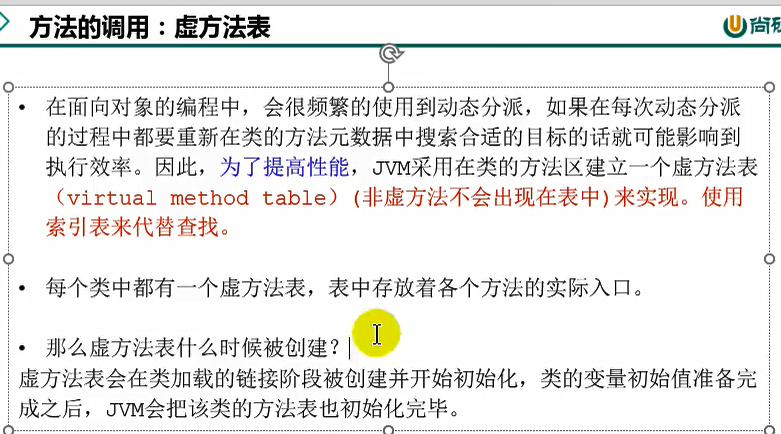 方法的调用：虚方法表
尚硅
• 在面向对象的编程中，会很频繁的使用到动态分派，如果在每次动态分派
的过程中都要重新在类的方法元数据中搜索合适的目标的话就可能影响到
执行效率。因此，为了提高性能，JVM采用在类的方法区建立一个虚方法表
（virtual method table）(非虚方法不会出现在表中)来实现。使用
索引表来代替查找。
• 每个类中都有一个虚方法表，表中存放着各个方法的实际入口。
• 那么虚方法表什么时候被创建？
虚方法表会在类加载的链接阶段被创建并开始初始化，类的变量初始值准备完
成之后，JVM会把该类的方法表也初始化完毕。